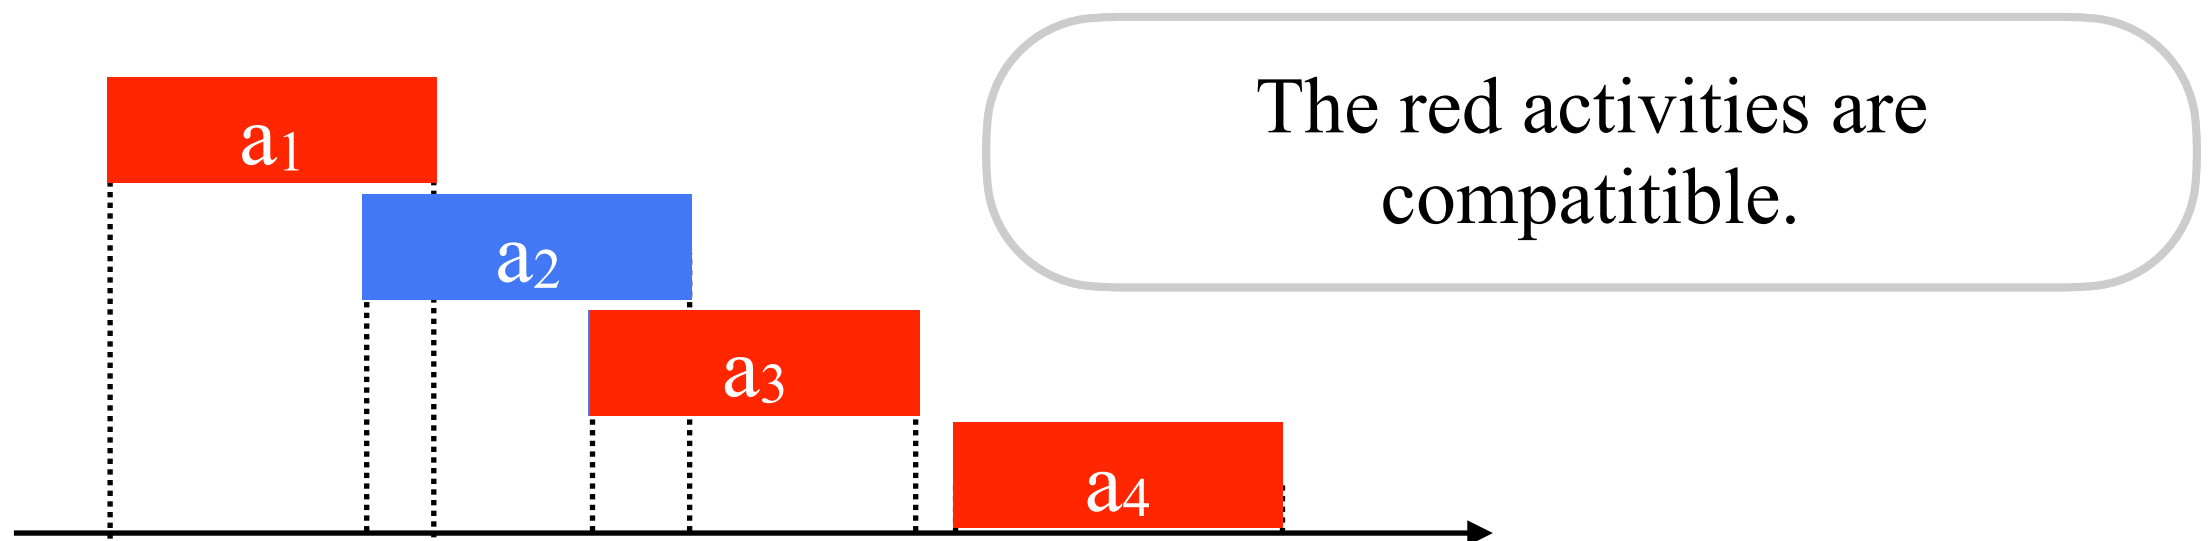 The red activities are
compatitible.
a1
a2
a3
a4